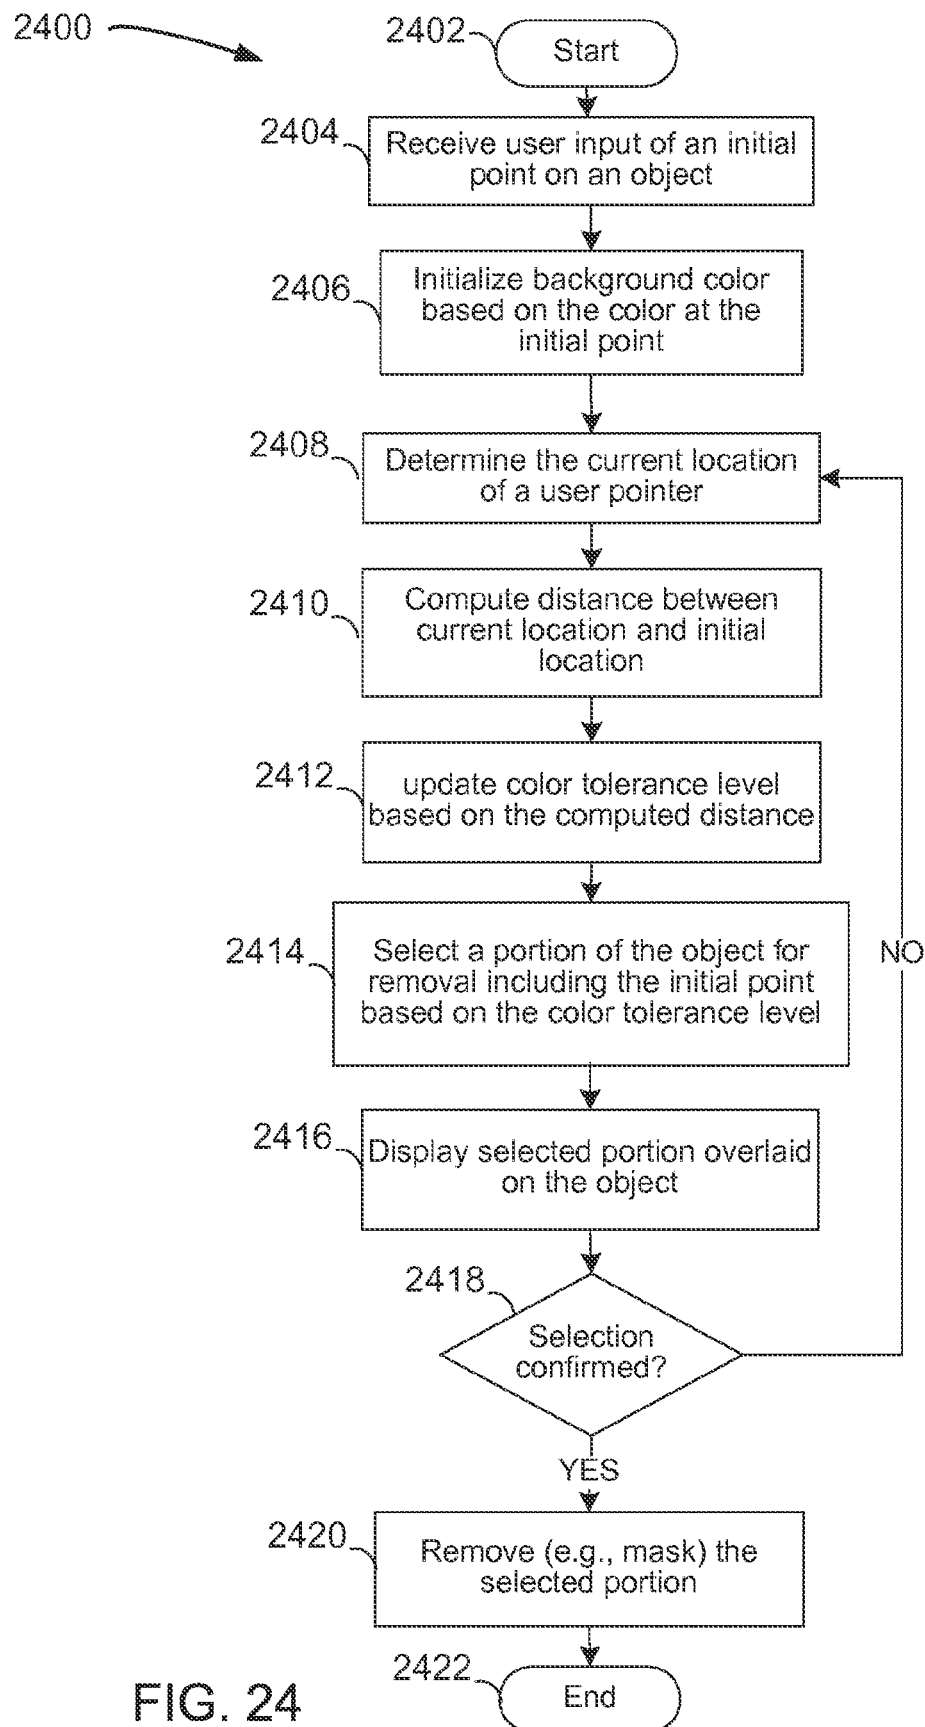 2400
2402
Start
2404
Receive user input of an initial
point on an object
2406
Initialize background color
based on the color at the
initial point
2408
Determine the current location
of a user pointer
2410
Compute distance between
current location and initial
location
2412
update color tolerance level
based on the computed distance
2414
Select a portion of the object for
removal including the initial point
based on the color tolerance level
NO
2416
Display selected portion overlaid
on the object
2418
Selection
confirmed?
YES
2420
Remove (e.g., mask) the
selected portion
2422
End
FIG. 24